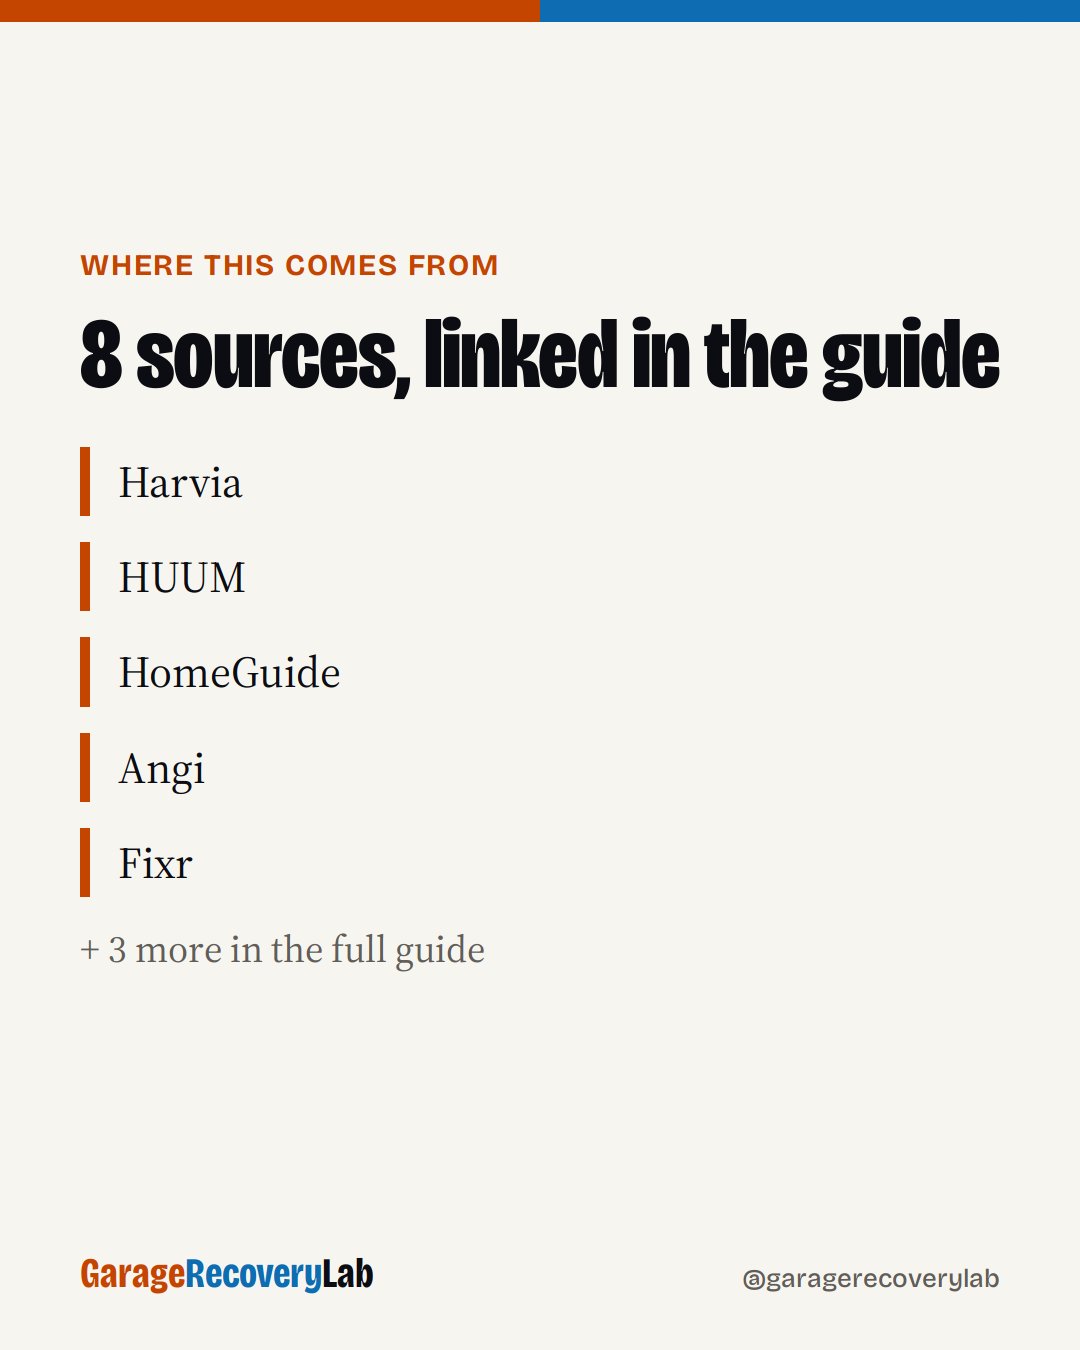 WHERE THIS COMES FROM
8 sources, linked in the guide
Harvia
HUUM
HomeGuide
Angi
Fixr
+ 3 more in the full guide
GarageRecoveryLab
@garagerecoverylab